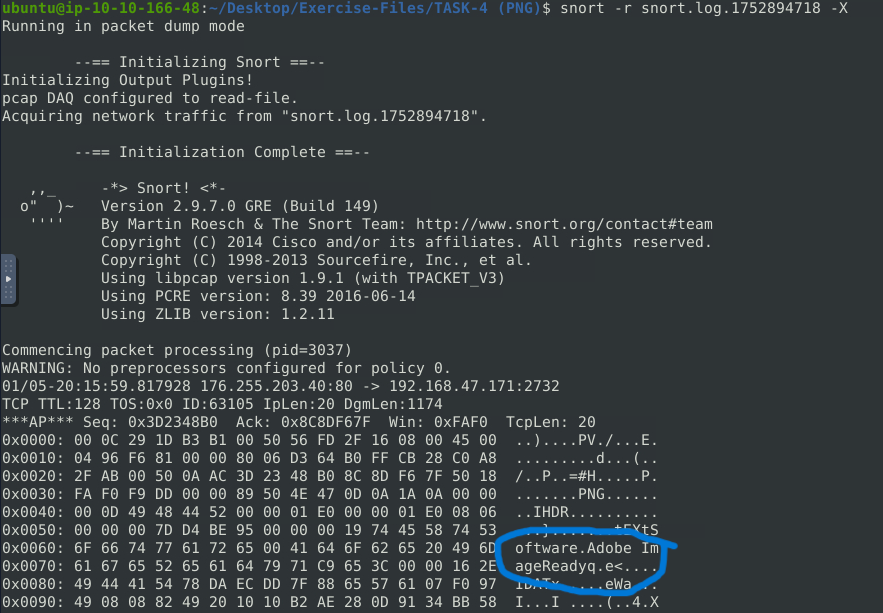 ubuntu@ip-10-10-166-48:~/Desktop/Exercise-Files/TASK-4 (PNG)$ snort -r snort.log.1752894718 -X
Running in packet dump mode
--== Initializing Snort ==--
Initializing Output Plugins!
pcap DAQ configured to read-file.
Acquiring network traffic from "snort.log.1752894718".
--== Initialization Complete ==--
,,_     -*> Snort! <*-
o"  )~   Version 2.9.7.0 GRE (Build 149)
''''    By Martin Roesch & The Snort Team: http://www.snort.org/contact#team
Copyright (C) 2014 Cisco and/or its affiliates. All rights reserved.
Copyright (C) 1998-2013 Sourcefire, Inc., et al.
Using libpcap version 1.9.1 (with TPACKET_V3)
Using PCRE version: 8.39 2016-06-14
Using ZLIB version: 1.2.11
Commencing packet processing (pid=3037)
WARNING: No preprocessors configured for policy 0.
01/05-20:15:59.817928 176.255.203.40:80 -> 192.168.47.171:2732
TCP TTL:128 TOS:0x0 ID:63105 IpLen:20 DgmLen:1174
***AP*** Seq: 0x3D2348B0  Ack: 0x8C8DF67F  Win: 0xFAF0  TcpLen: 20
0x0000: 00 0C 29 1D B3 B1 00 50 56 FD 2F 16 08 00 45 00  ..)....PV./...E.
0x0010: 04 96 F6 81 00 00 80 06 D3 64 B0 FF CB 28 C0 A8  .........d...(..
0x0020: 2F AB 00 50 0A AC 3D 23 48 B0 8C 8D F6 7F 50 18  /..P..=#H.....P.
0x0030: FA F0 F9 DD 00 00 89 50 4E 47 0D 0A 1A 0A 00 00  .......PNG......
0x0040: 00 0D 49 48 44 52 00 00 01 E0 00 00 01 E0 08 06  ..IHDR..........
0x0050: 00 00 00 7D D4 BE 95 00 00 00 19 74 45 58 74 53  ...}.......tEXtS
0x0060: 6F 66 74 77 61 72 65 00 41 64 6F 62 65 20 49 6D  oftware.Adobe Im
0x0070: 61 67 65 52 65 61 64 79 71 C9 65 3C 00 00 16 2E  ageReadyq.e<....
0x0080: 49 44 41 54 78 DA EC DD 7F 88 65 57 61 07 F0 97  IDATx.....eWa...
0x0090: 49 08 08 82 49 20 10 10 B2 AE 28 0D 91 34 BB 58  I...I ....(..4.X